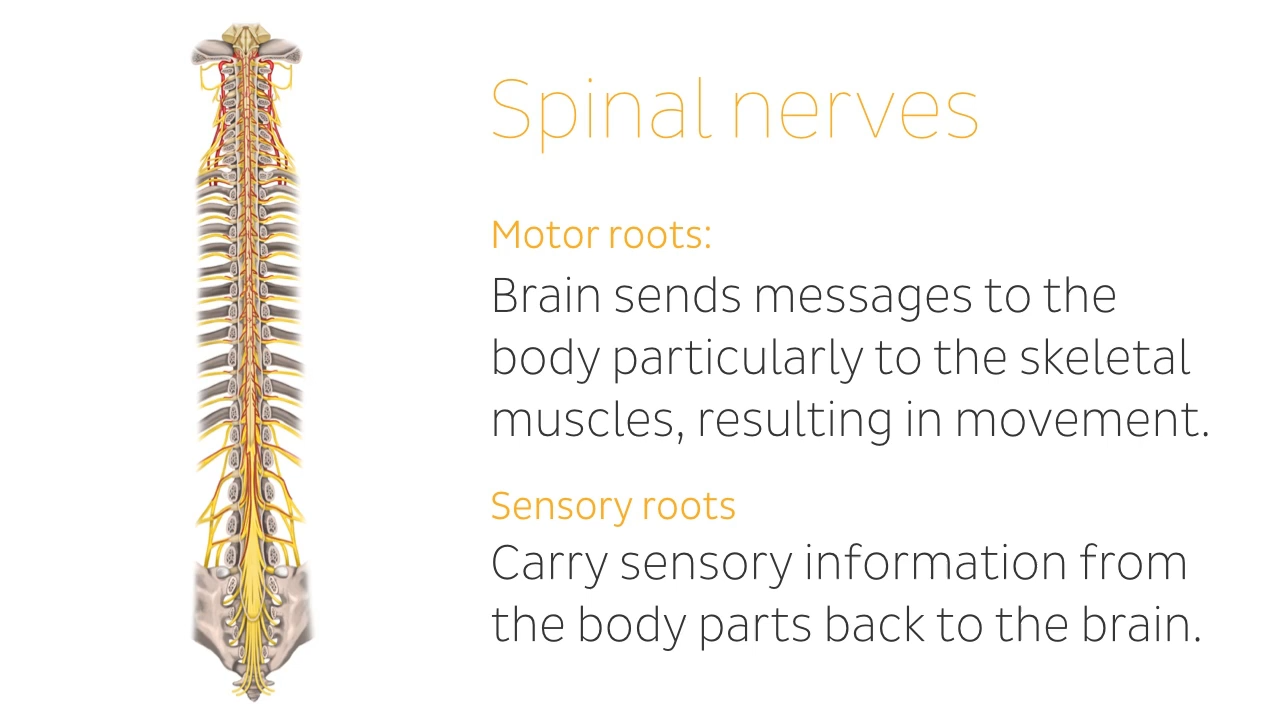 Spinal nerves
Motor roots:
Brain sends messages to the
body particularly to the skeletal
muscles, resulting in movement.
Sensory roots
Carry sensory information from
the body parts back to the brain.